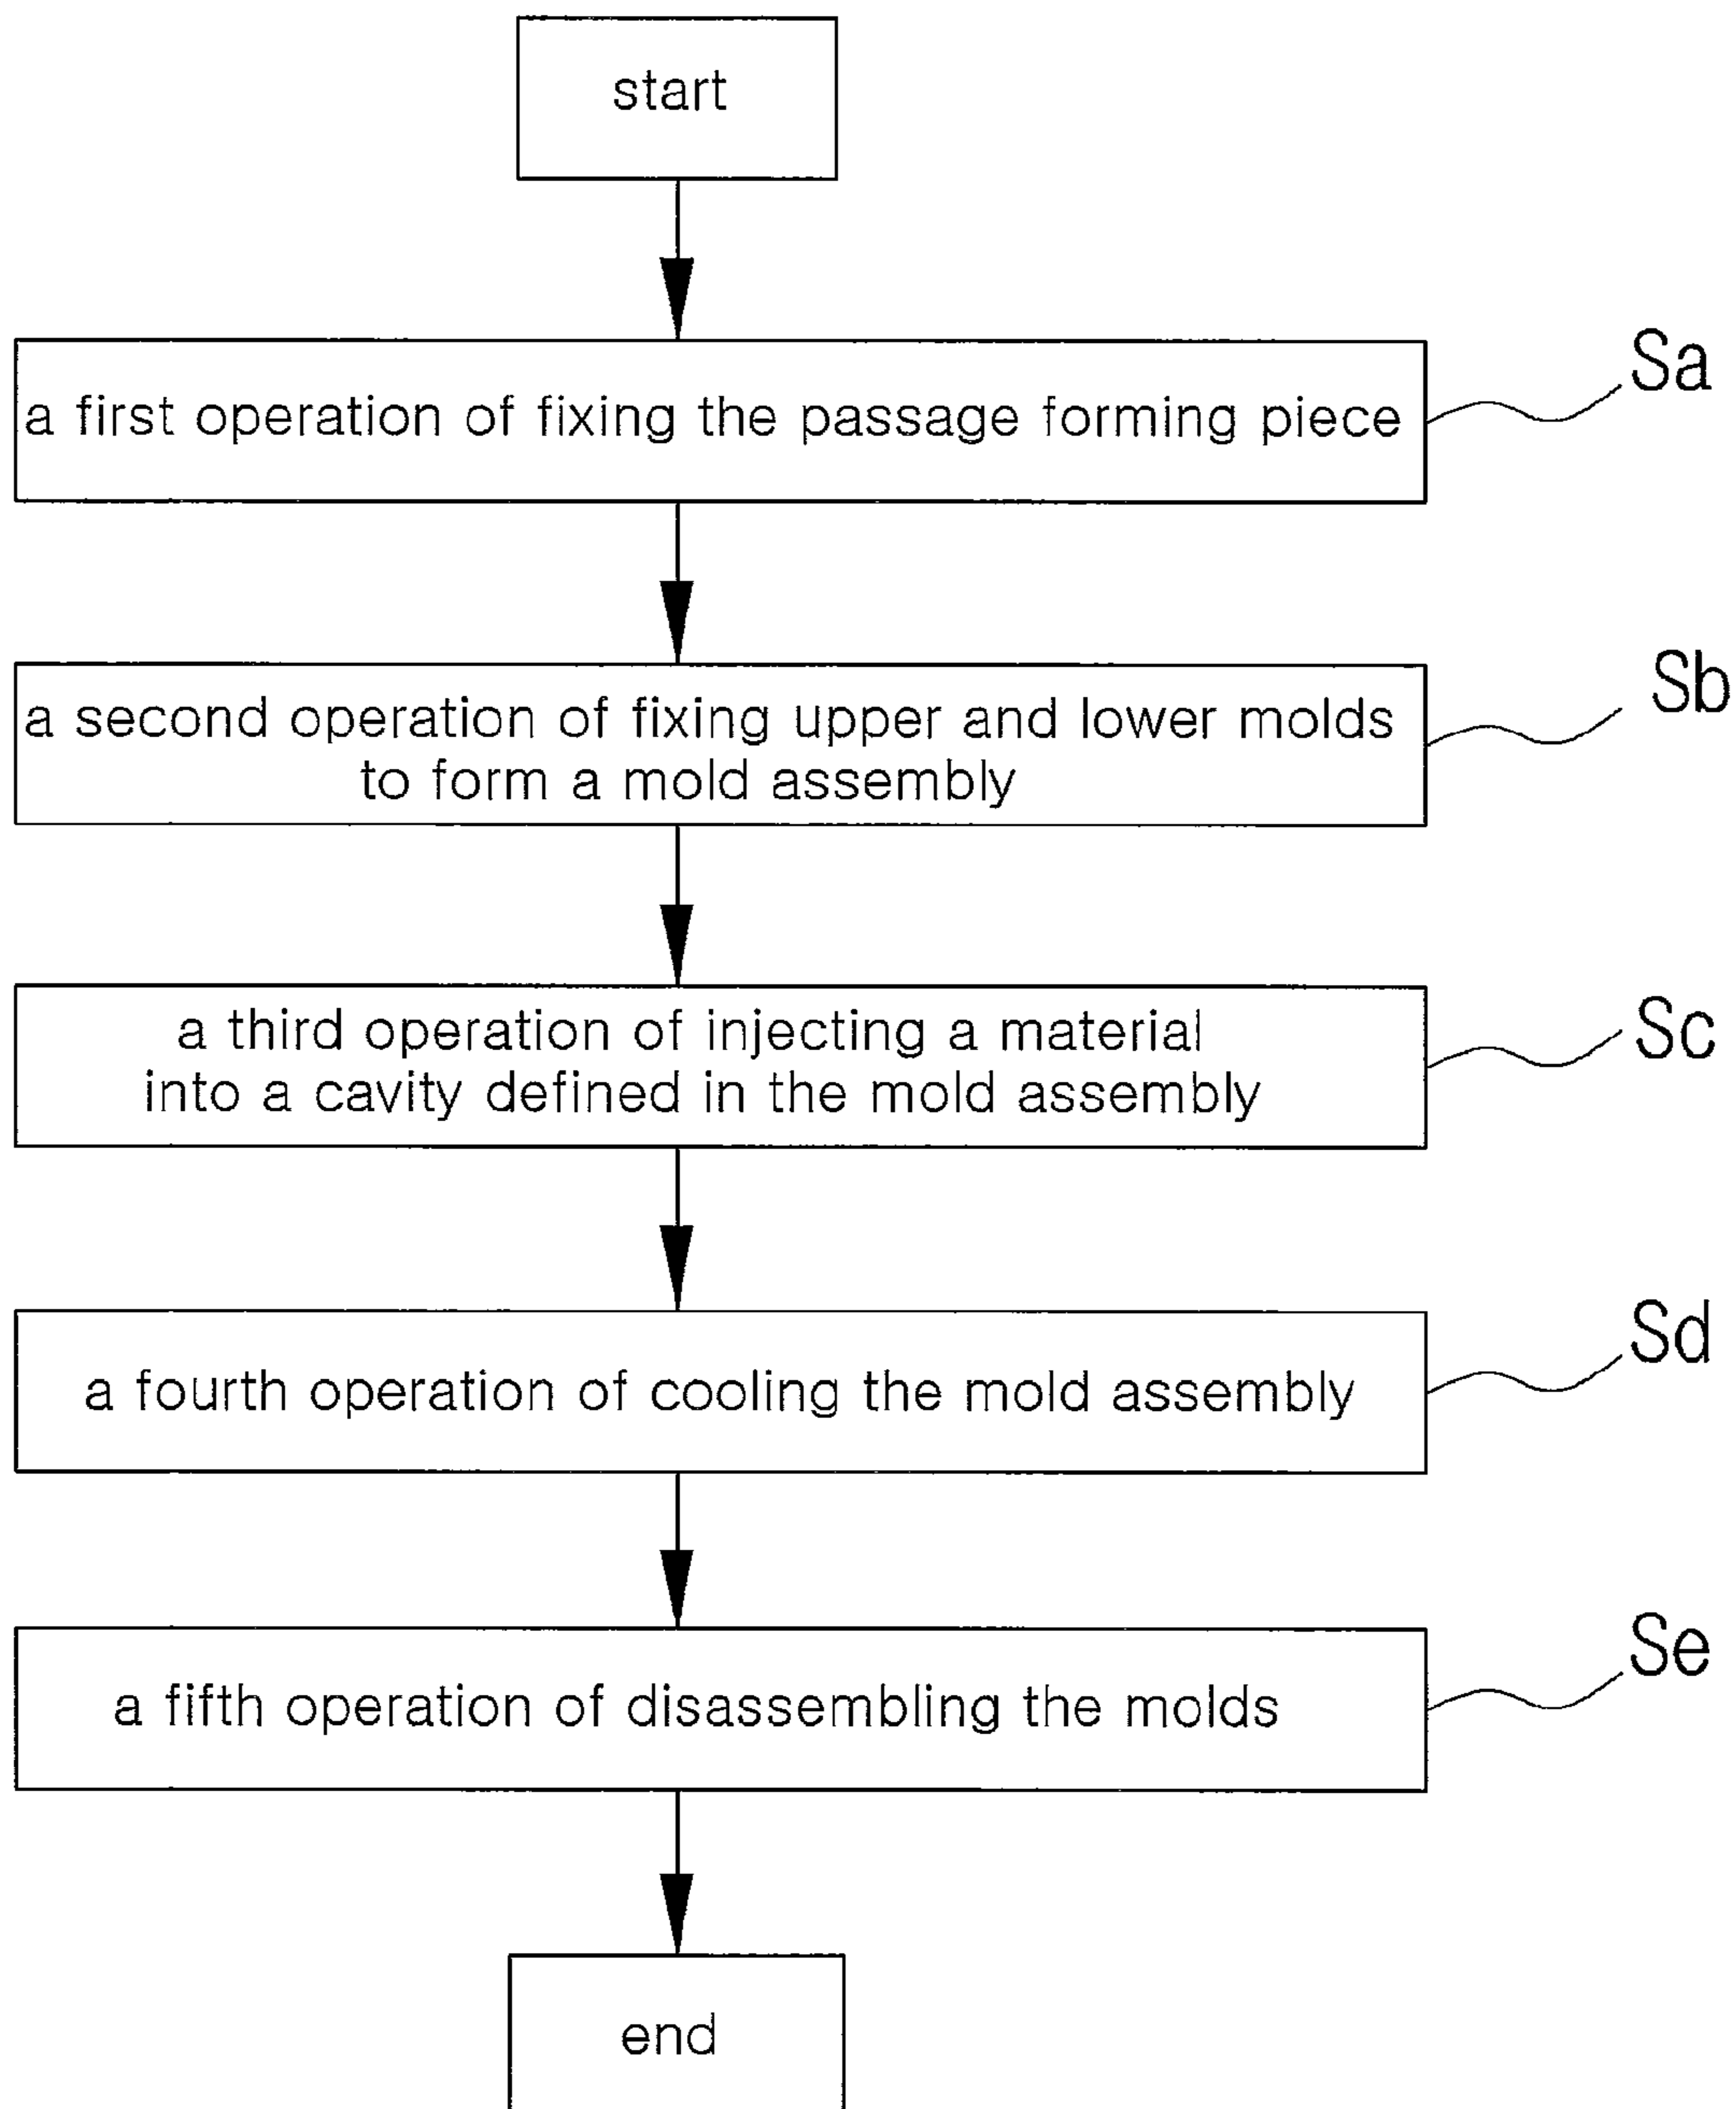 start
a first operation of fixing the passage forming piece
Sa
a second operation of fixing upper and lower molds
to form a mold assembly
Sb
a third operation of injecting a material
into a cavity defined in the mold assembly
Sc
a fourth operation of cooling the mold assembly
Sd
a fifth operation of disassembling the molds
Se
end